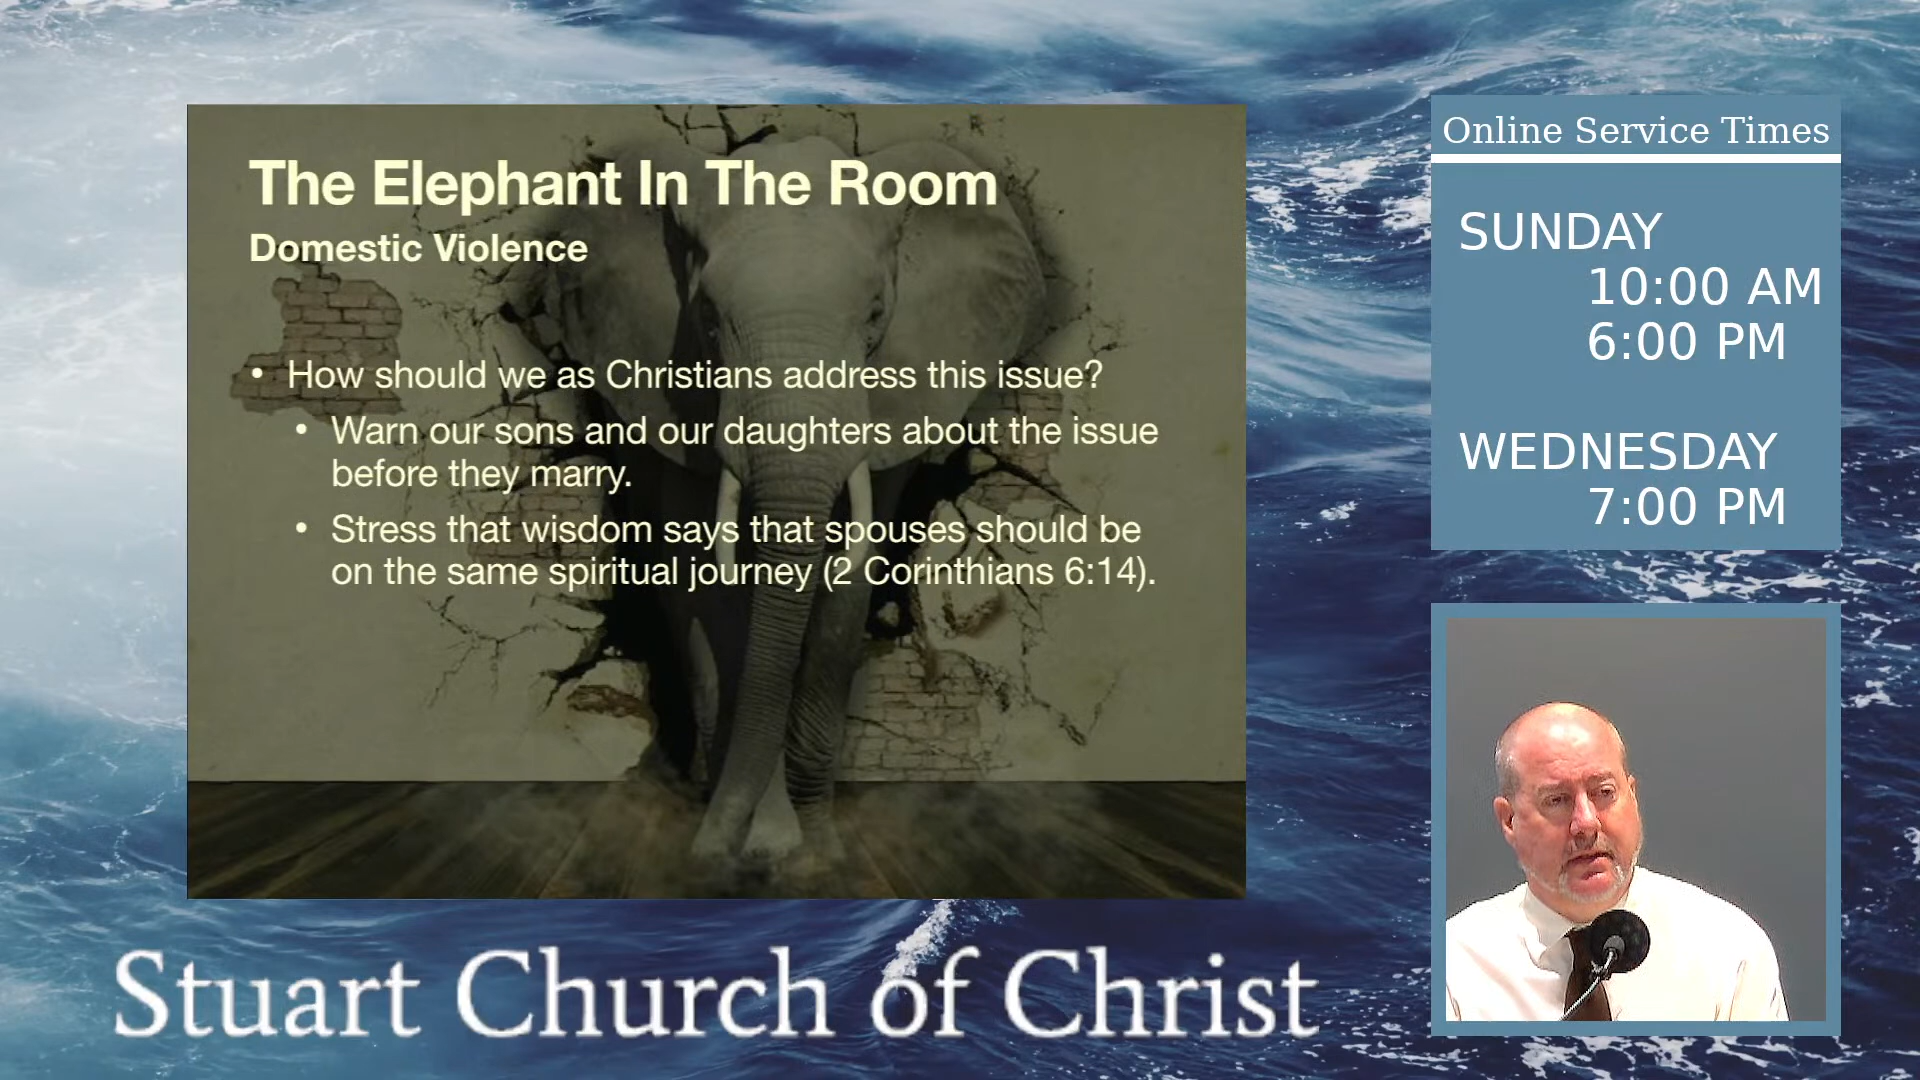 The Elephant In The Room
Domestic Violence
• How should we as Christians address this issue?
• Warn our sons and our daughters about the issue
before they marry.
• Stress that wisdom says that spouses should be
on the same spiritual journey (2 Corinthians 6:14).
Online Service Times
SUNDAY
10:00 AM
6:00 PM
WEDNESDAY
7:00 PM
Stuart Church of Christ